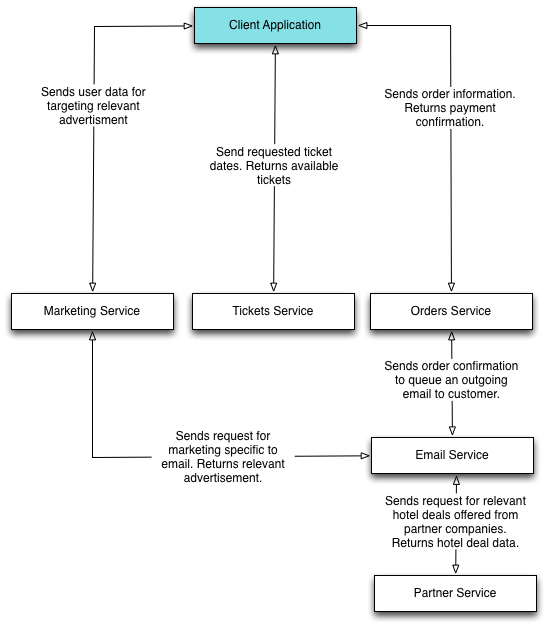 Client Application
Sends user data for
targeting relevant
advertisment
Sends order information.
Returns payment
confirmation.
Send requested ticket
dates. Returns available
tickets
Marketing Service
Tickets Service
Orders Service
Sends order confirmation
to queue an outgoing
email to customer.
Sends request for
marketing specific to
email. Returns relevant
advertisement.
Email Service
Sends request for relevant
hotel deals offered from
partner companies.
Returns hotel deal data.
Partner Service